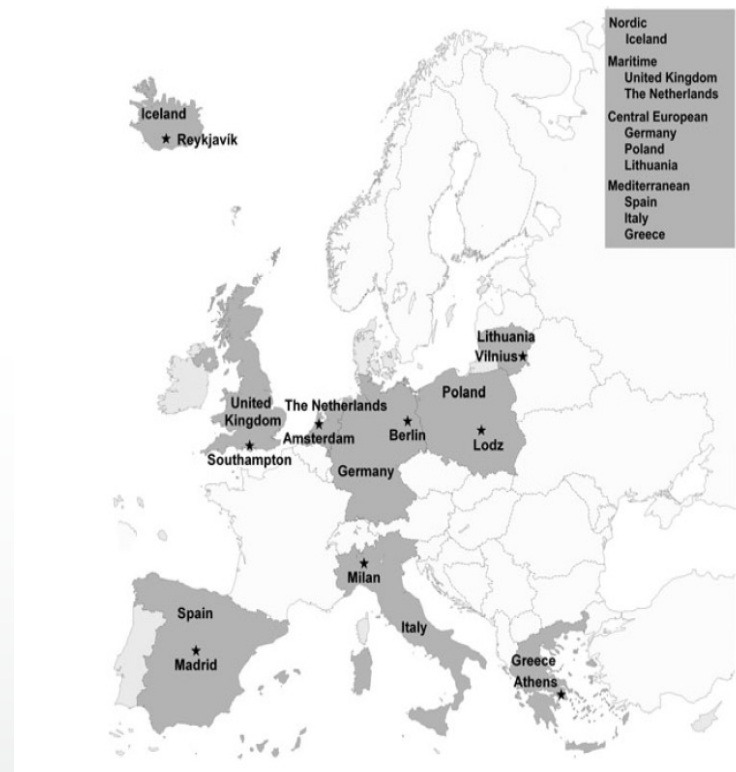 Nordic
Iceland
Maritime
United Kingdom
The Netherlands
Central European
Germany
Poland
Lithuania
Mediterranean
Spain
Italy
Greece
Iceland
Reykjavík
Lithuania
Vilnius
Poland
Lodz
United
Kingdom
Southampton
The Netherlands
Amsterdam
Berlin
Germany
Milan
Italy
Spain
Madrid
Greece
Athens